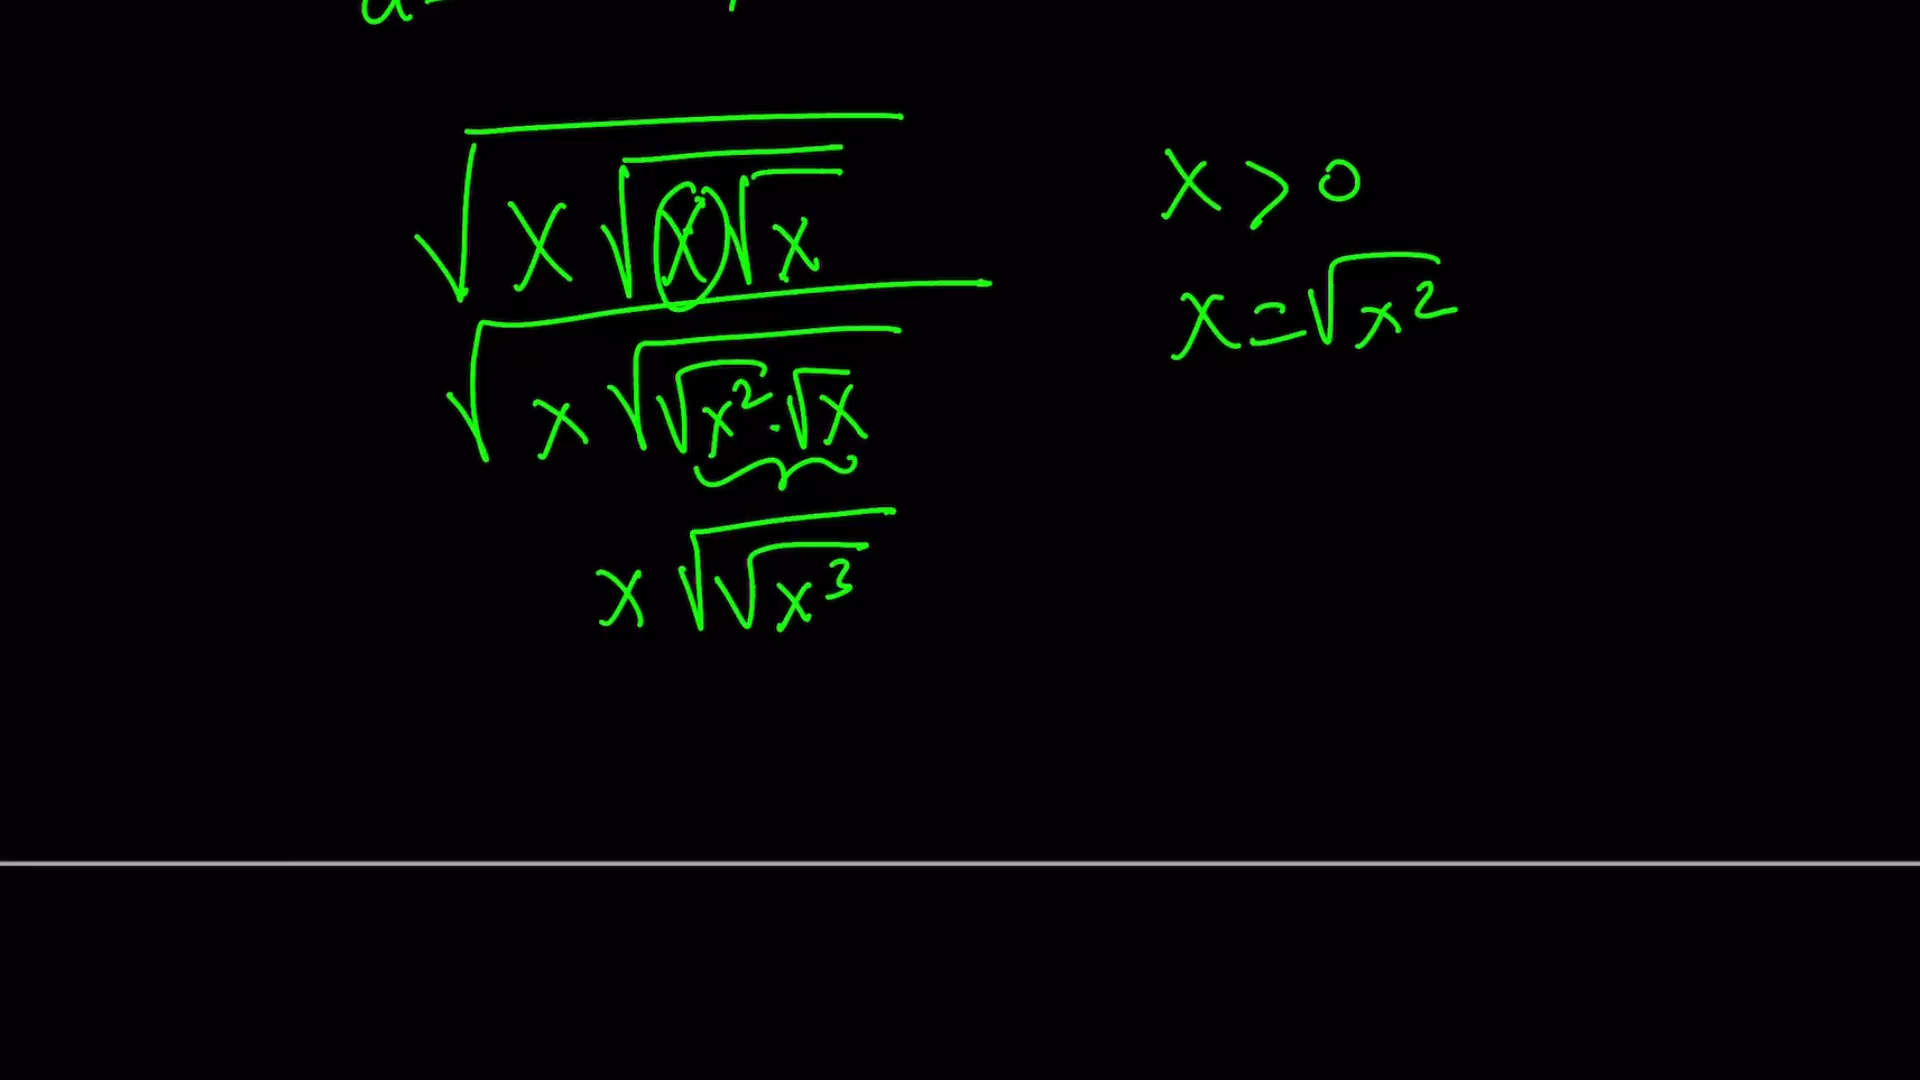 √(x√(x√x))
√(x√(√x²·√x))
x√(√x³)
x > 0
x = √x²